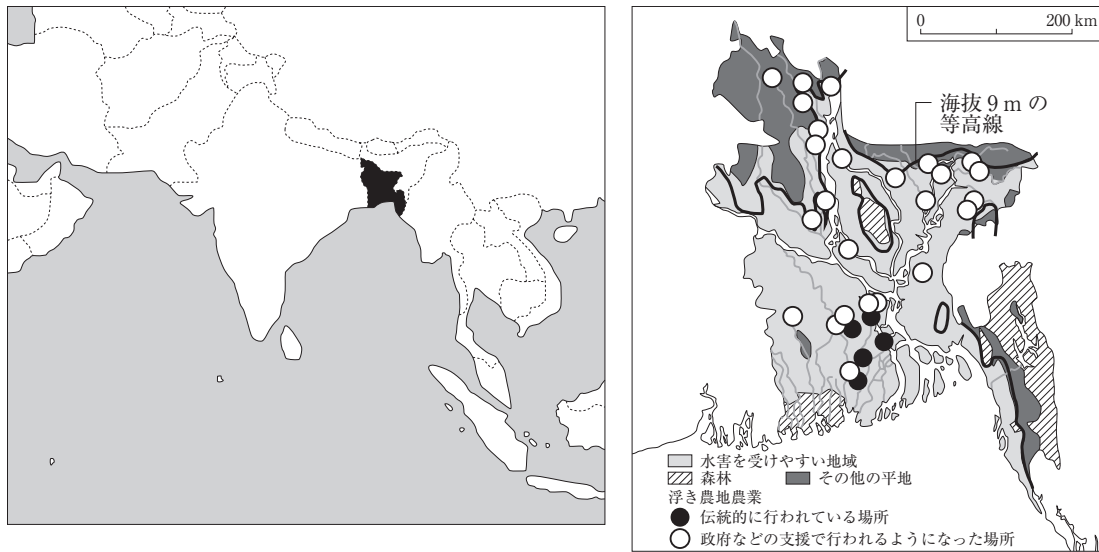 0 200 km
海抜9mの
等高線
水害を受けやすい地域
森林 その他の平地
浮き農地農業
伝統的に行われている場所
政府などの支援で行われるようになった場所